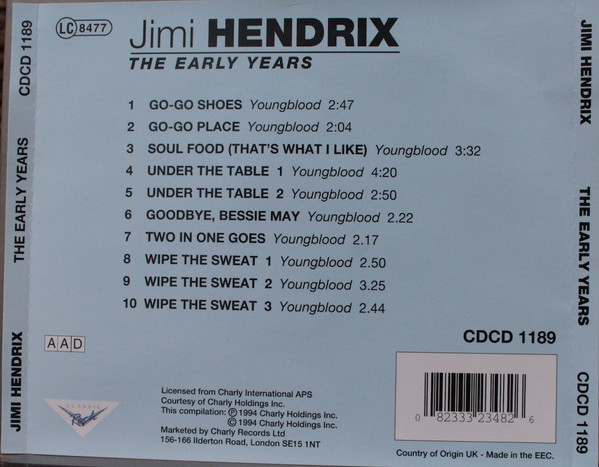 CDCD 1189
THE EARLY YEARS
JIMI HENDRIX
LC 8477
Jimi HENDRIX
THE EARLY YEARS
1 GO-GO SHOES Youngblood 2:47
2 GO-GO PLACE Youngblood 2:04
3 SOUL FOOD (THAT'S WHAT I LIKE) Youngblood 3:32
4 UNDER THE TABLE 1 Youngblood 4:20
5 UNDER THE TABLE 2 Youngblood 2:50
6 GOODBYE, BESSIE MAY Youngblood 2.22
7 TWO IN ONE GOES Youngblood 2.17
8 WIPE THE SWEAT 1 Youngblood 2.50
9 WIPE THE SWEAT 2 Youngblood 3.25
10 WIPE THE SWEAT 3 Youngblood 2.44
AAD
CLASSIC
Rock
Licensed from Charly International APS
Courtesy of Charly Holdings Inc.
This compilation: ℗ 1994 Charly Holdings Inc.
© 1994 Charly Holdings Inc.
Marketed by Charly Records Ltd
156-166 Ilderton Road, London SE15 1NT
CDCD 1189
0 82333 23482 6
Country of Origin UK - Made in the EEC.
JIMI HENDRIX
THE EARLY YEARS
CDCD 1189